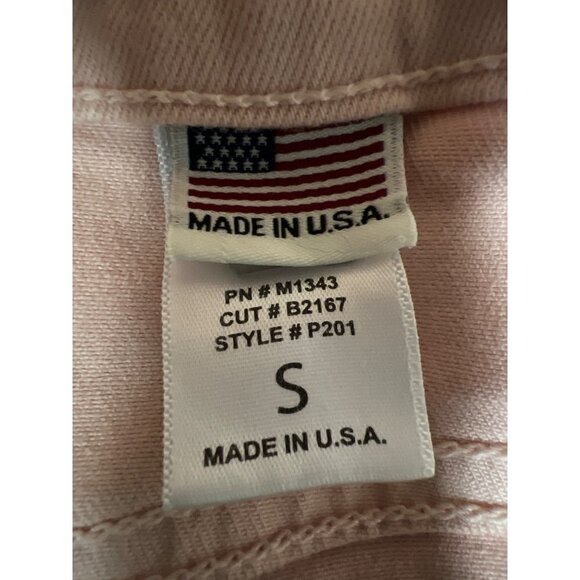 MADE IN U.S.A.
PN # M1343
CUT # B2167
STYLE # P201
S
MADE IN U.S.A.